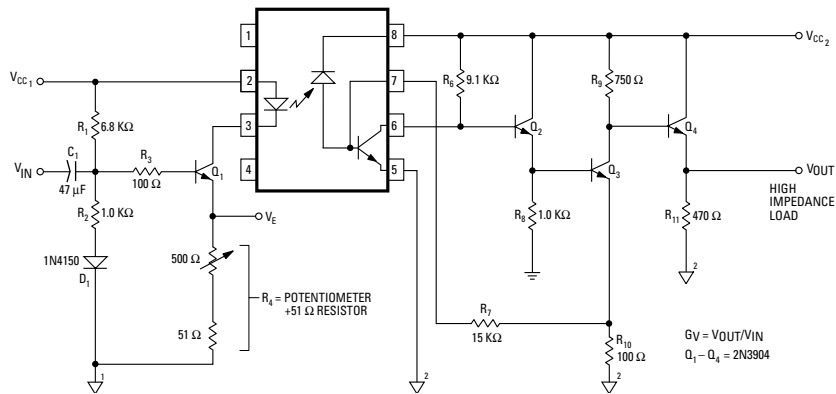 1
2
3
4
8
7
6
5
VCC1
VCC2
R6
9.1 KΩ
R9
750 Ω
R1
6.8 KΩ
C1
47 µF
VIN
R3
100 Ω
Q1
Q2
Q3
Q4
R2
1.0 KΩ
VE
VOUT
HIGH
IMPEDANCE
LOAD
R8
1.0 KΩ
R11
470 Ω
1N4150
D1
500 Ω
51 Ω
R4 = POTENTIOMETER
+51 Ω RESISTOR
R7
15 KΩ
R10
100 Ω
GV = VOUT/VIN
Q1 – Q4 = 2N3904
1
2
2
2